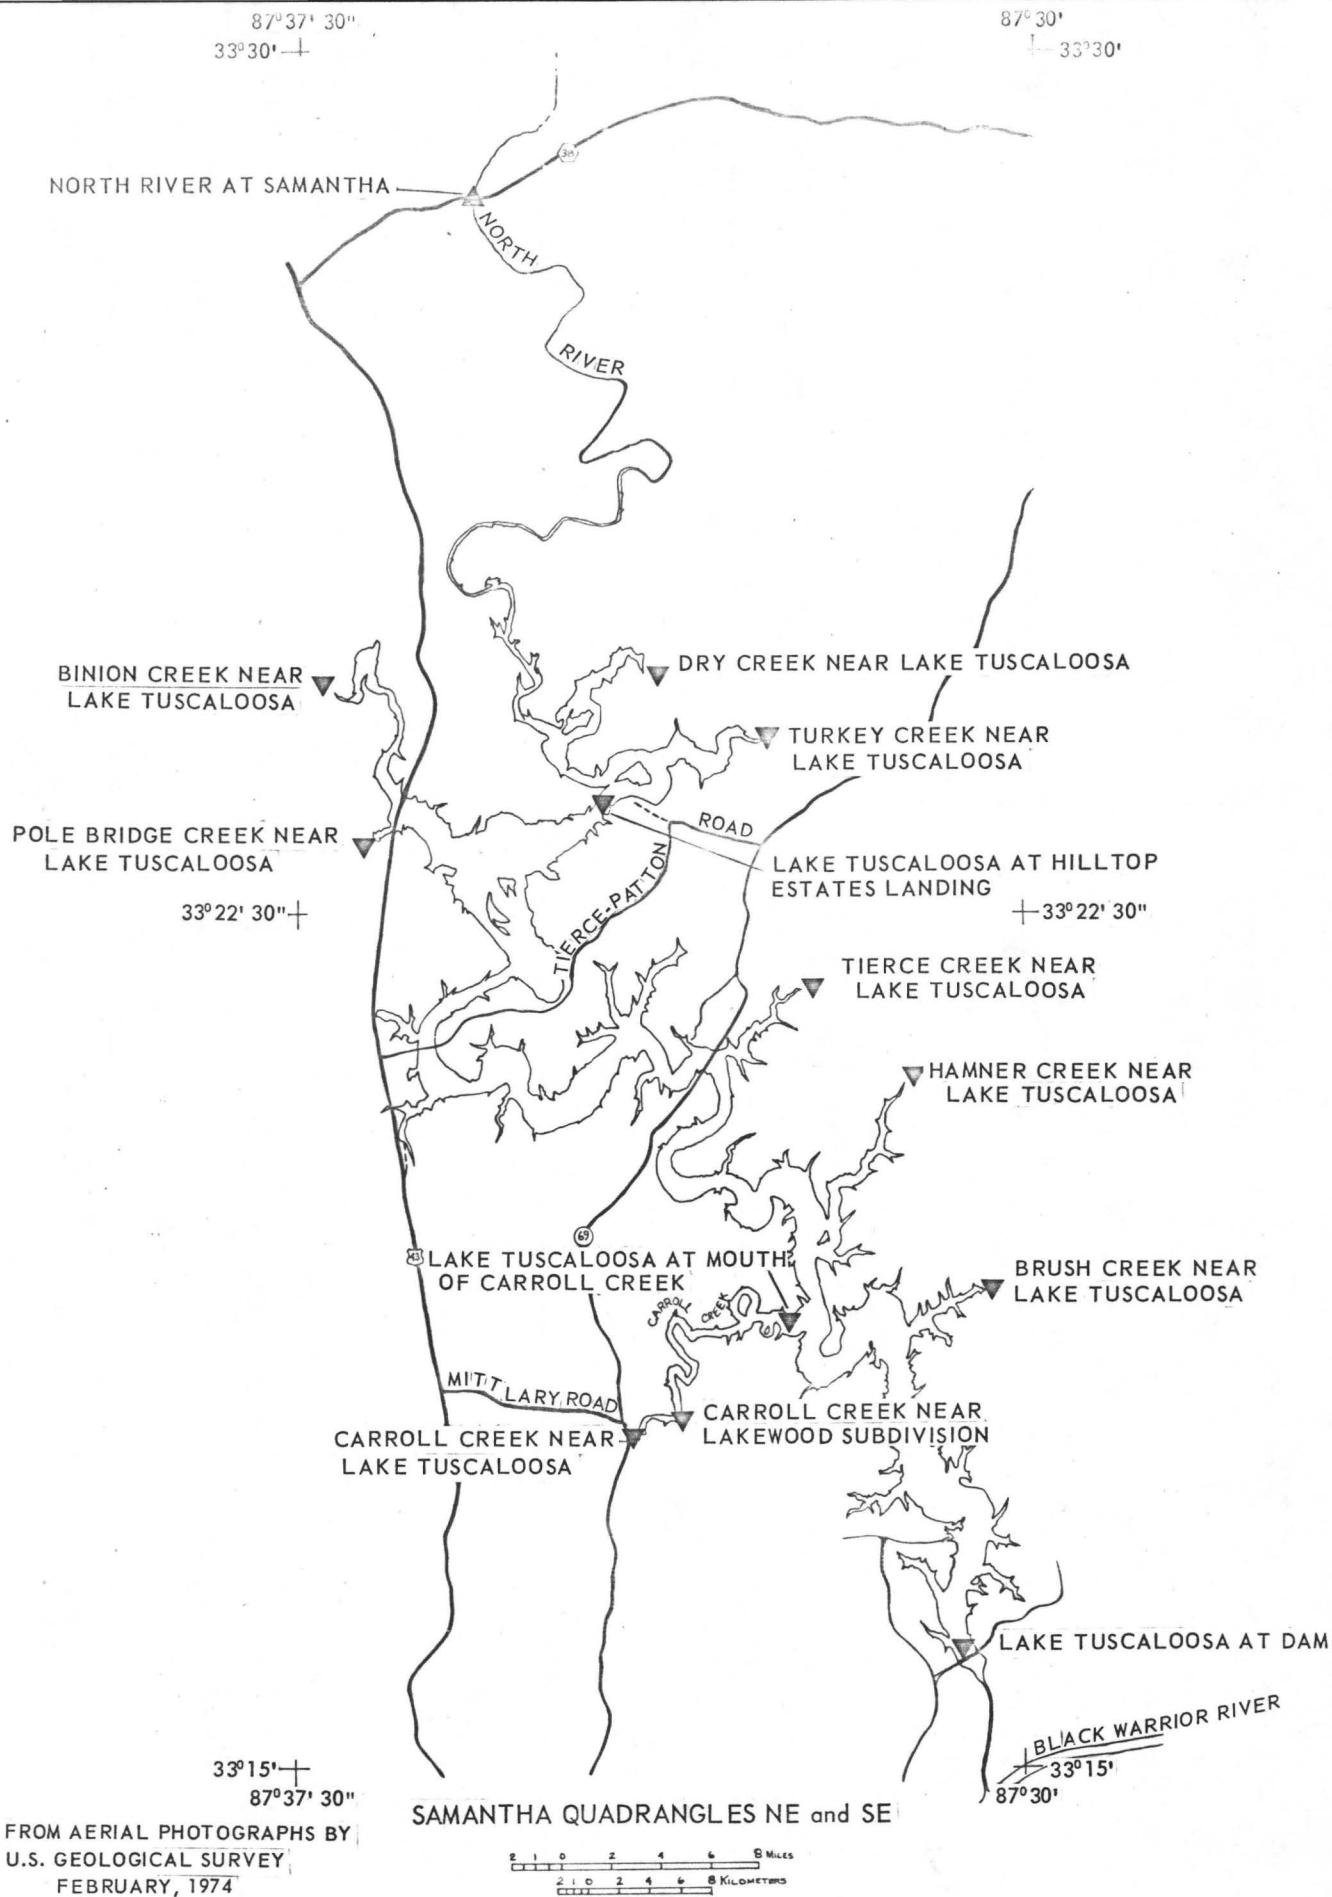 87° 37' 30"
33° 30'
87° 30'
33° 30'
38
NORTH RIVER AT SAMANTHA
NORTH
RIVER
BINION CREEK NEAR
LAKE TUSCALOOSA
DRY CREEK NEAR LAKE TUSCALOOSA
TURKEY CREEK NEAR
LAKE TUSCALOOSA
POLE BRIDGE CREEK NEAR
LAKE TUSCALOOSA
ROAD
TIERCE-PATTON
LAKE TUSCALOOSA AT HILLTOP
ESTATES LANDING
33° 22' 30"
33° 22' 30"
TIERCE CREEK NEAR
LAKE TUSCALOOSA
HAMNER CREEK NEAR
LAKE TUSCALOOSA
69
43
LAKE TUSCALOOSA AT MOUTH
OF CARROLL CREEK
CARROLL CREEK
BRUSH CREEK NEAR
LAKE TUSCALOOSA
MITT LARY ROAD
CARROLL CREEK NEAR
LAKEWOOD SUBDIVISION
CARROLL CREEK NEAR
LAKE TUSCALOOSA
LAKE TUSCALOOSA AT DAM
BLACK WARRIOR RIVER
33° 15'
87° 37' 30"
33° 15'
87° 30'
SAMANTHA QUADRANGLES NE and SE
FROM AERIAL PHOTOGRAPHS BY
U.S. GEOLOGICAL SURVEY
FEBRUARY, 1974
2 1 0 2 4 6 8 MILES
2 1 0 2 4 6 8 KILOMETERS